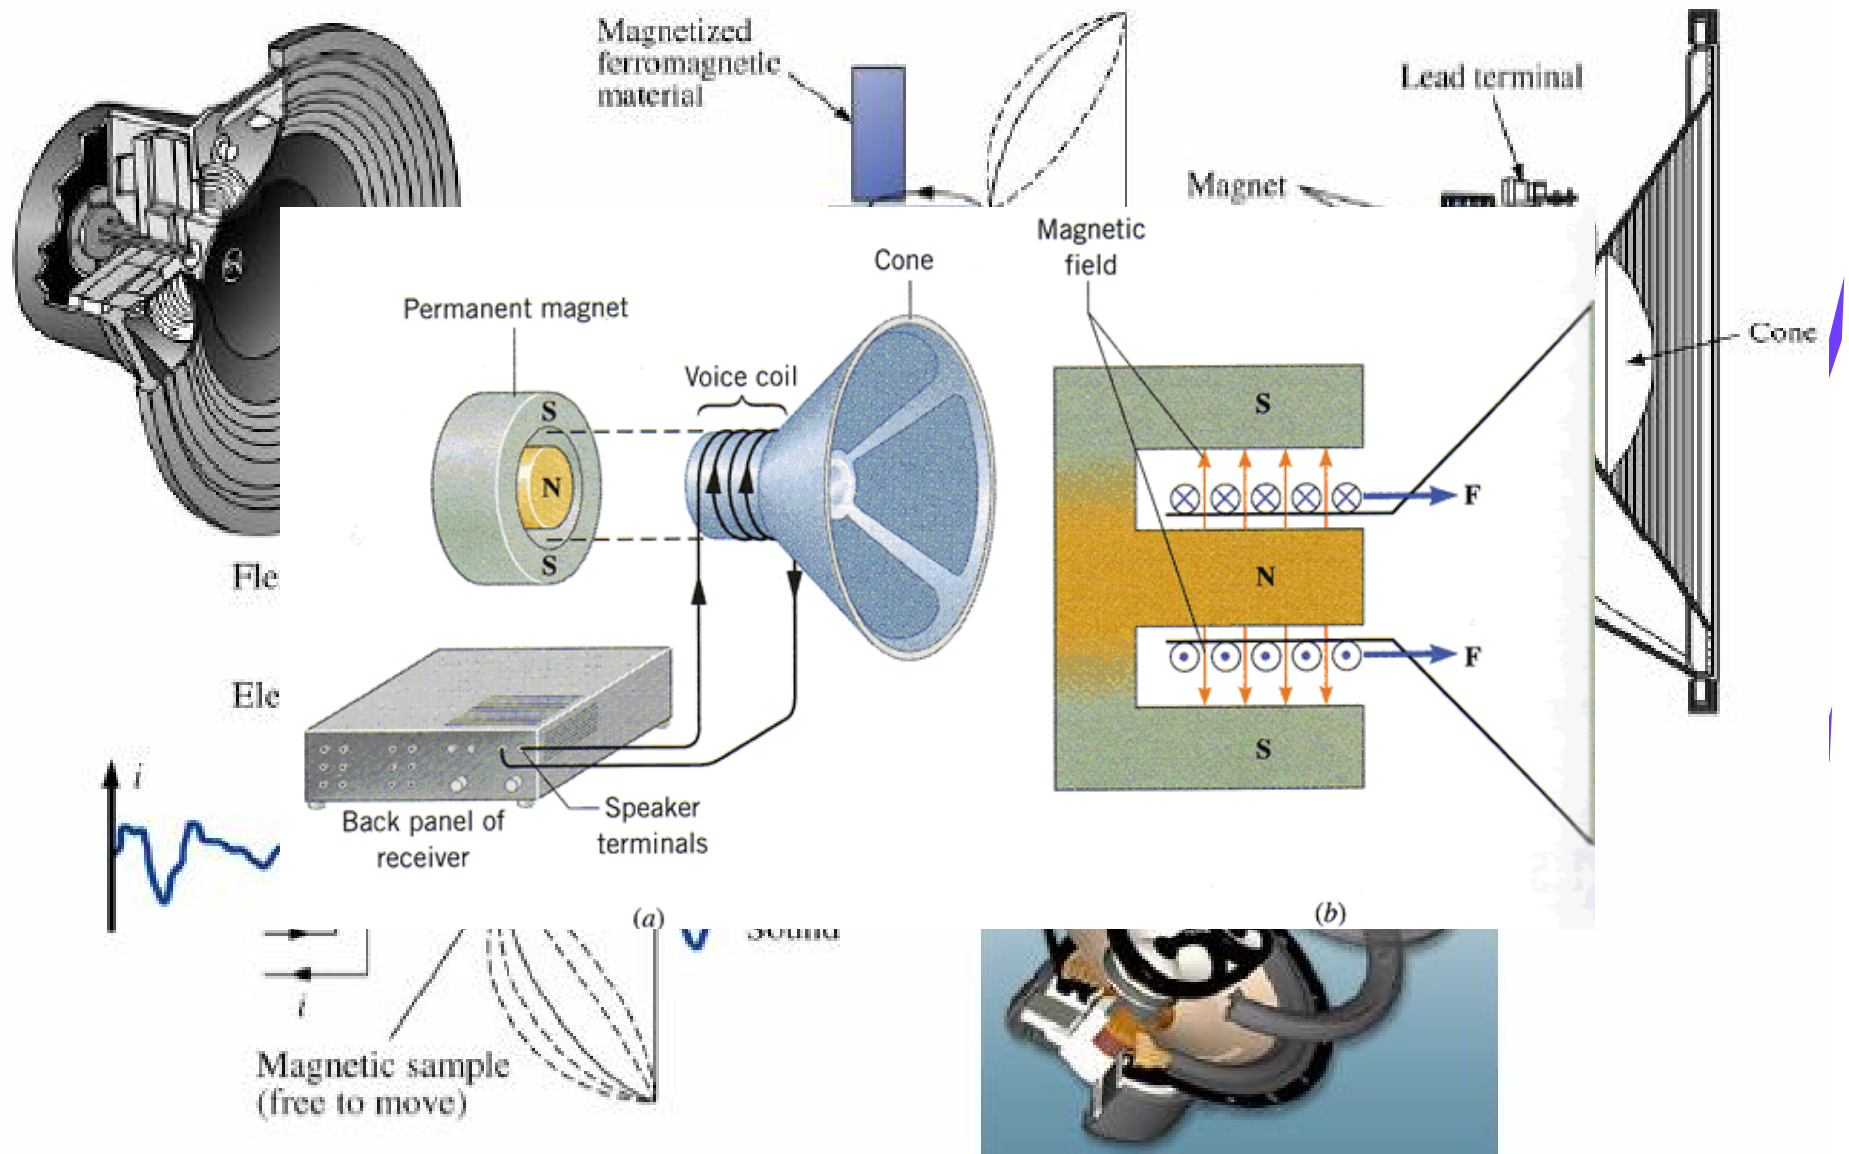 Magnetized
ferromagnetic
material
Lead terminal
Magnet
Cone
Magnetic
field
Cone
Permanent magnet
Voice coil
S
N
S
S
F
N
F
S
Fle
Ele
i
Speaker
terminals
Back panel of
receiver
(a)
(b)
Sound
i
Magnetic sample
(free to move)